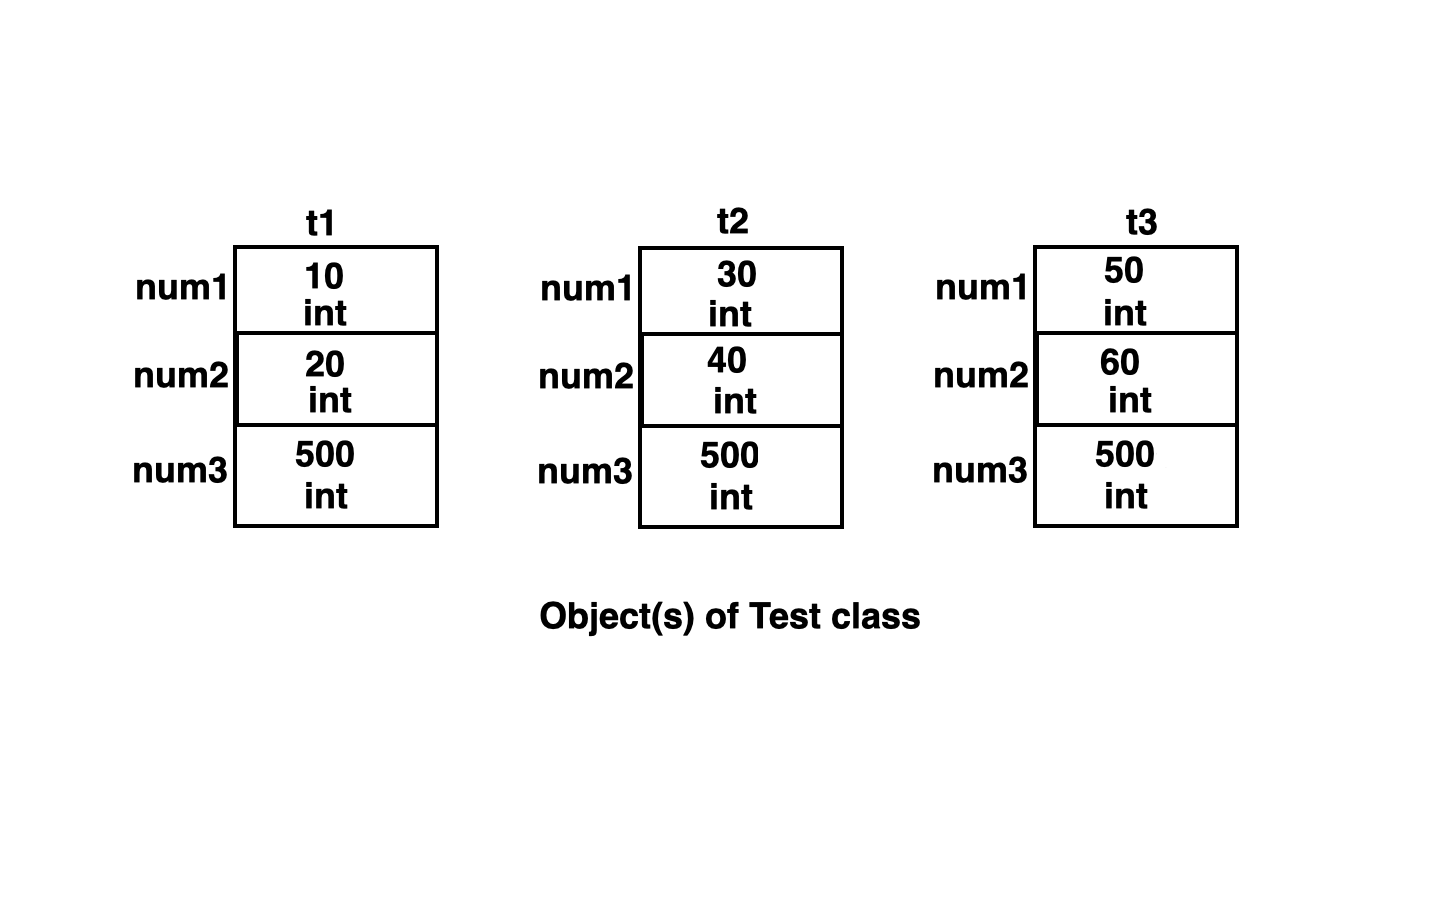 t1
num1
10
int
num2
20
int
num3
500
int
t2
num1
30
int
num2
40
int
num3
500
int
t3
num1
50
int
num2
60
int
num3
500
int
Object(s) of Test class